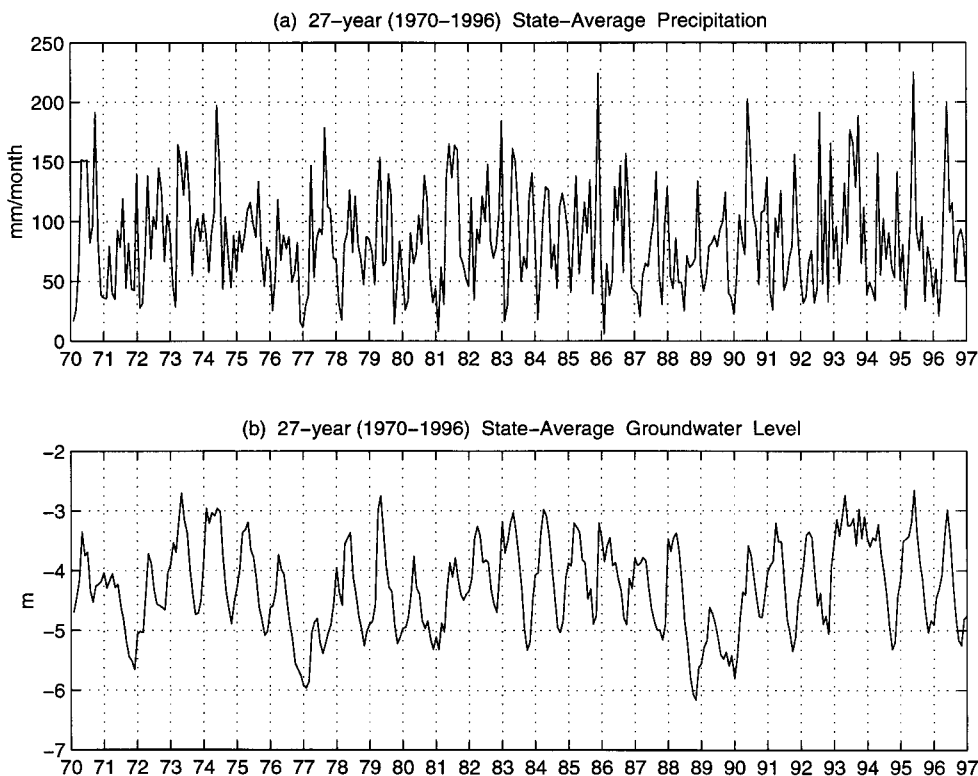 (a) 27-year (1970-1996) State-Average Precipitation
250
200
150
100
50
0
mm/month
70 71 72 73 74 75 76 77 78 79 80 81 82 83 84 85 86 87 88 89 90 91 92 93 94 95 96 97
(b) 27-year (1970-1996) State-Average Groundwater Level
-2
-3
-4
-5
-6
-7
m
70 71 72 73 74 75 76 77 78 79 80 81 82 83 84 85 86 87 88 89 90 91 92 93 94 95 96 97